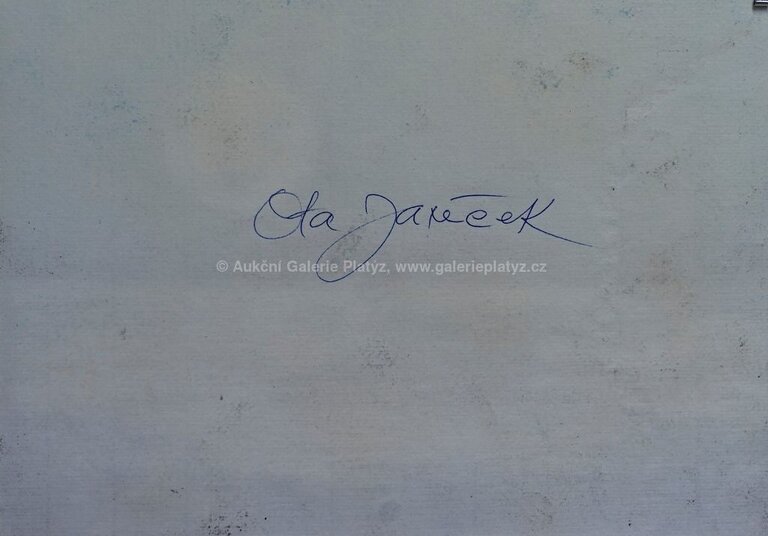 Ota Janeček
© Aukční Galerie Platyz, www.galerieplatyz.cz